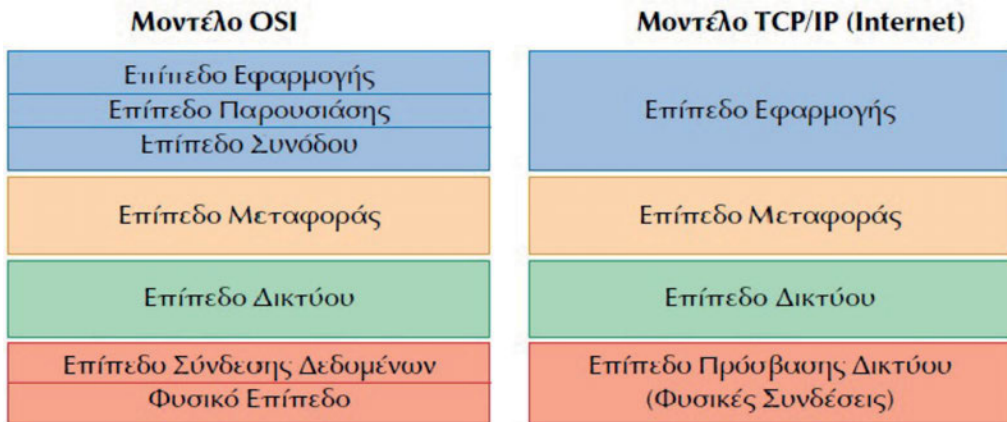 Μοντέλο OSI
Επίπεδο Εφαρμογής
Επίπεδο Παρουσιάσης
Επίπεδο Συνόδου
Επίπεδο Μεταφοράς
Επίπεδο Δικτύου
Επίπεδο Σύνδεσης Δεδομένων
Φυσικό Επίπεδο
Μοντέλο TCP/IP (Internet)
Επίπεδο Εφαρμογής
Επίπεδο Μεταφοράς
Επίπεδο Δικτύου
Επίπεδο Πρόσβασης Δικτύου
(Φυσικές Συνδέσεις)